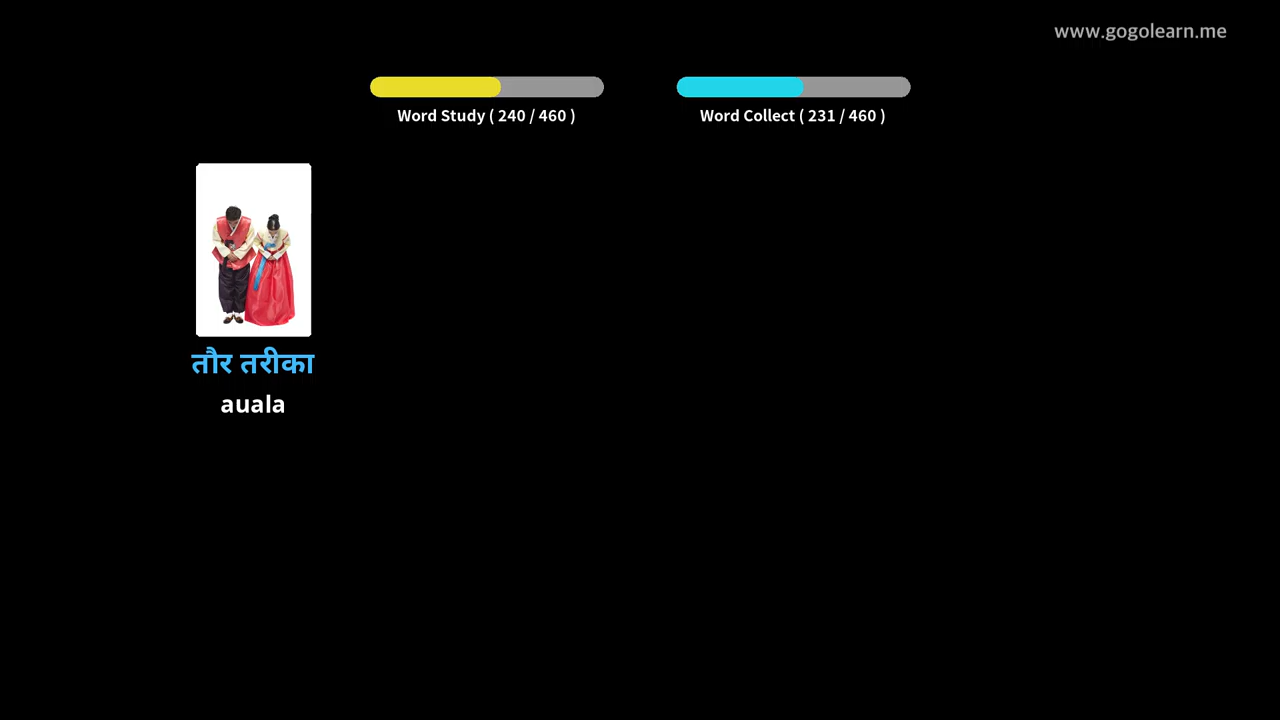 www.gogolearn.me
Word Study ( 240 / 460 )
Word Collect ( 231 / 460 )
तौर तरीका
auala